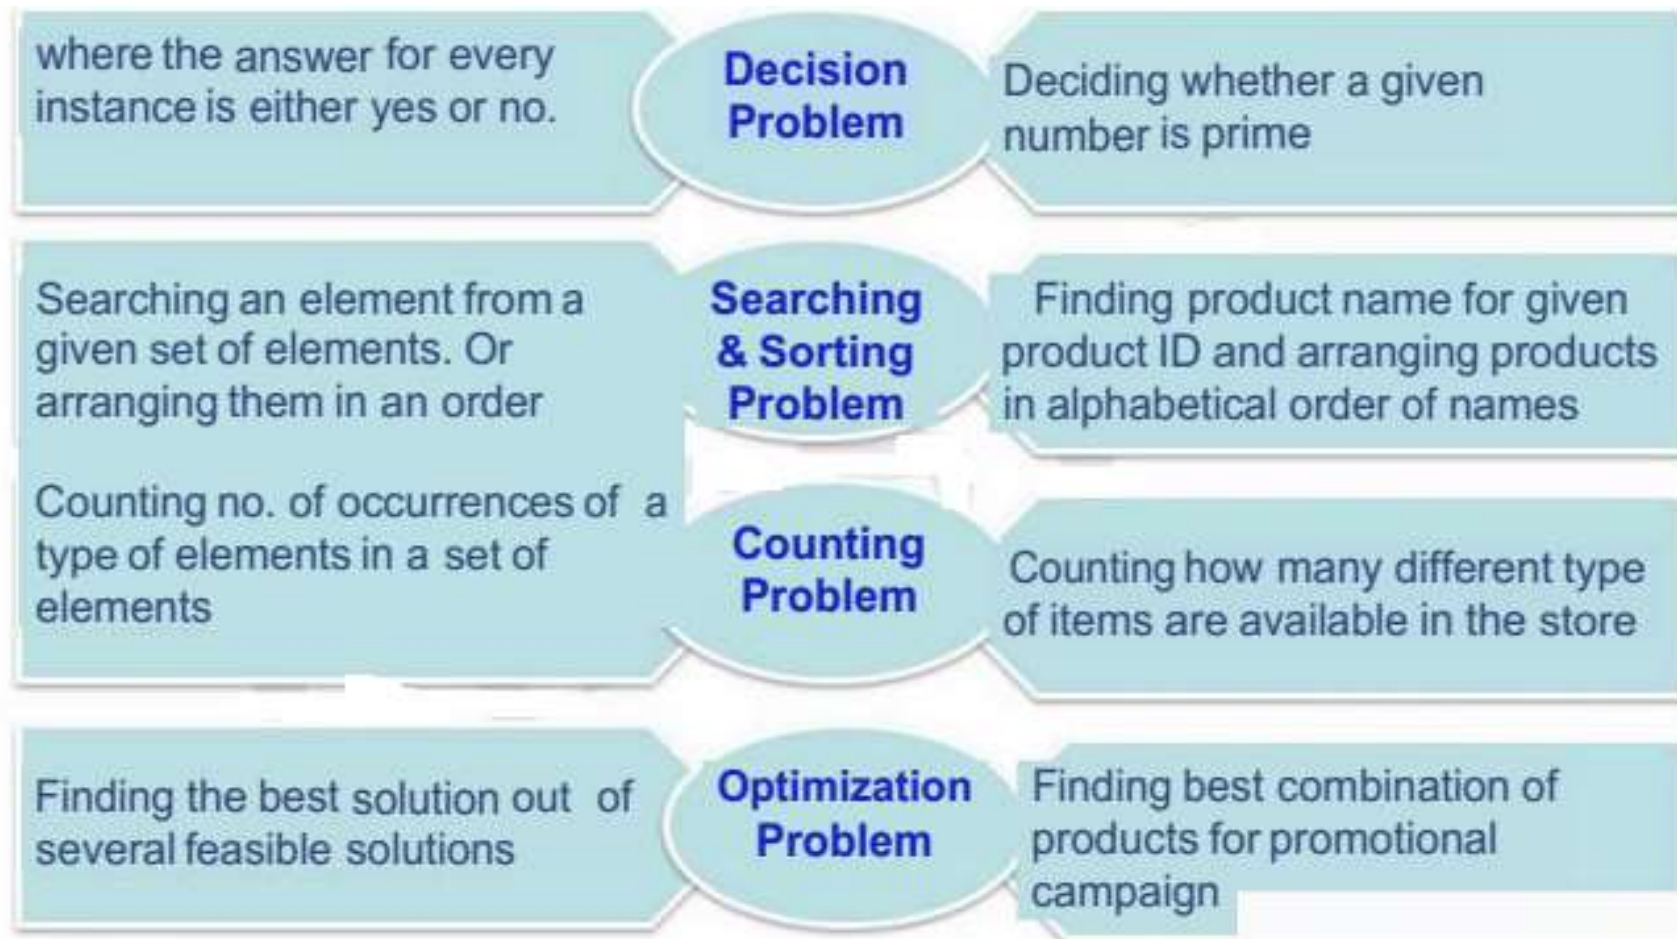 where the answer for every
instance is either yes or no.
Decision
Problem
Deciding whether a given
number is prime
Searching an element from a
given set of elements. Or
arranging them in an order
Searching
& Sorting
Problem
Finding product name for given
product ID and arranging products
in alphabetical order of names
Counting no. of occurrences of a
type of elements in a set of
elements
Counting
Problem
Counting how many different type
of items are available in the store
Finding the best solution out of
several feasible solutions
Optimization
Problem
Finding best combination of
products for promotional
campaign